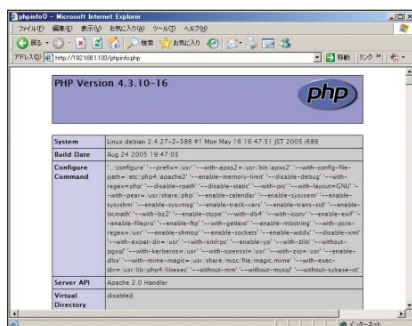 phpinfo() - Microsoft Internet Explorer
ファイル(F) 編集(E) 表示(V) お気に入り(A) ツール(T) ヘルプ(H)
戻る 検索 お気に入り
アドレス(D) http://192.168.1.100/phpinfo.php 移動 リンク
PHP Version 4.3.10-16
php
System Linux debian 2.4.27-2-386 #1 Mon May 16 16:47:51 JST 2005 i686
Build Date Aug 24 2005 19:47:03
Configure Command '../configure' '--prefix=/usr' '--with-apxs2=/usr/bin/apxs2' '--with-config-file-
path=/etc/php4/apache2' '--enable-memory-limit' '--disable-debug' '--with-
regex=php' '--disable-rpath' '--disable-static' '--with-pic' '--with-layout=GNU' '-
-with-pear=/usr/share/php' '--enable-calendar' '--enable-sysvsem' '--enable-
sysvshm' '--enable-sysvmsg' '--enable-track-vars' '--enable-trans-sid' '--enable-
bcmath' '--with-bz2' '--enable-ctype' '--with-db4' '--with-iconv' '--enable-exif' '-
-enable-filepro' '--enable-ftp' '--with-gettext' '--enable-mbstring' '--with-pcre-
regex=/usr' '--enable-shmop' '--enable-sockets' '--enable-wddx' '--disable-xml'
'--with-expat-dir=/usr' '--with-xmlrpc' '--enable-yp' '--with-zlib' '--without-
pgsql' '--with-kerberos=/usr' '--with-openssl=/usr' '--with-zip=/usr' '--enable-
dbx' '--with-mime-magic=/usr/share/misc/file/magic.mime' '--with-exec-
dir=/usr/lib/php4/libexec' '--without-mm' '--without-mysql' '--without-sybase-ct'
Server API Apache 2.0 Handler
Virtual Directory disabled
インターネット